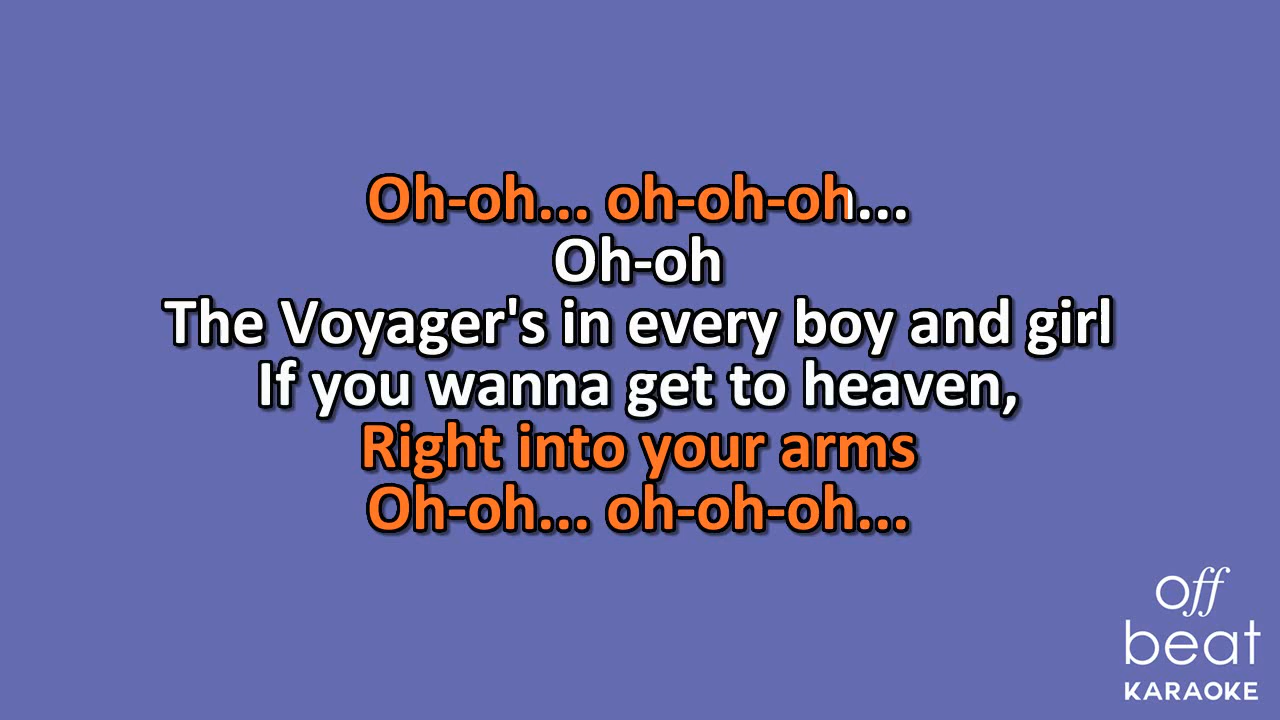 Oh-oh... oh-oh-oh...
Oh-oh
The Voyager's in every boy and girl
If you wanna get to heaven,
Right into your arms
Oh-oh... oh-oh-oh...
off
beat
KARAOKE